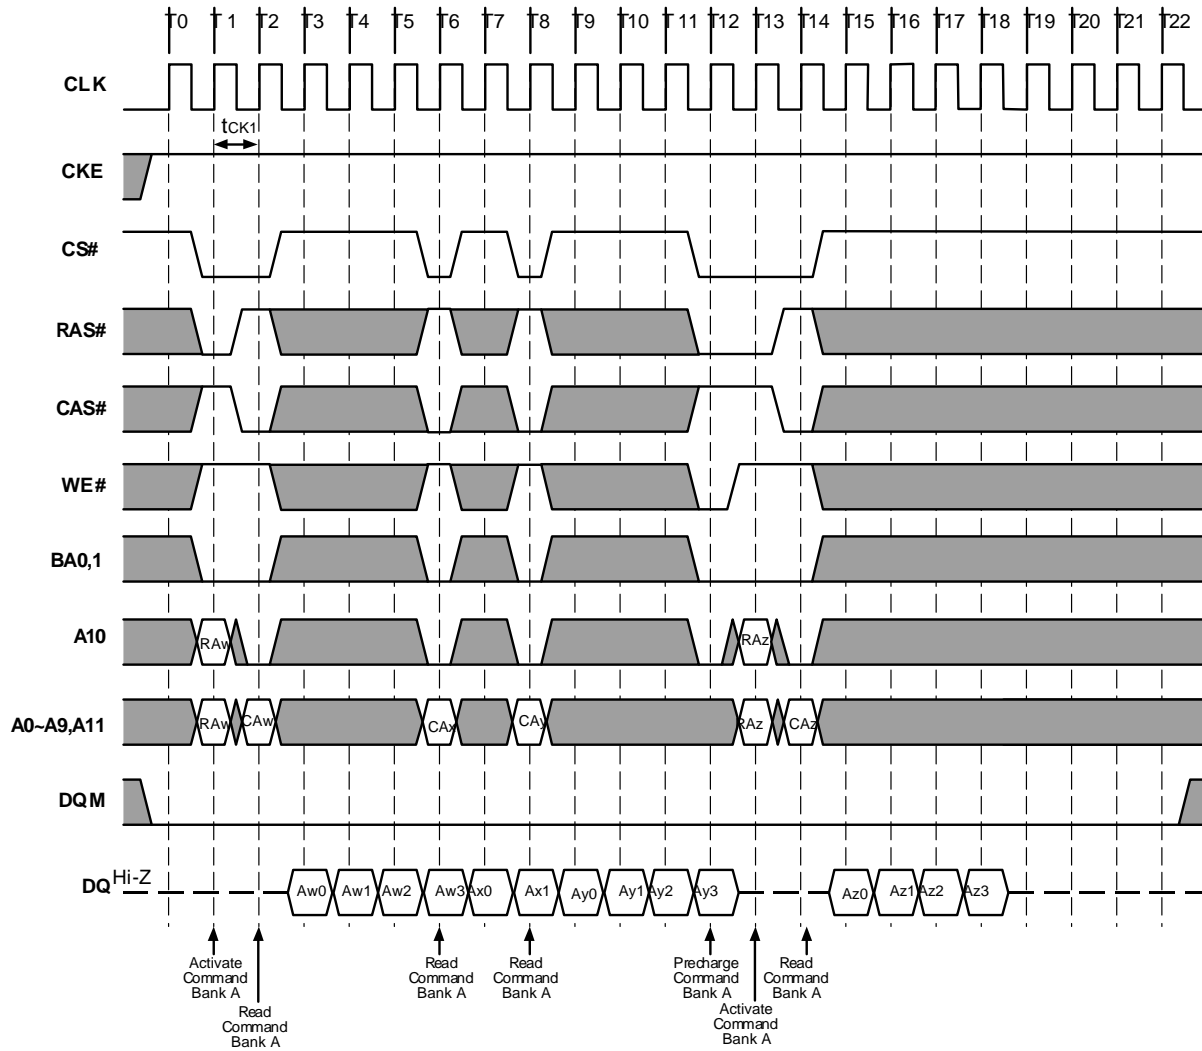 T0 T 1 T2 T3 T4 T5 T6 T7 T8 T9 T10 T 11 T12 T13 T14 T15 T16 T17 T18 T19 T20 T21 T22
CLK
tCK1
CKE
CS#
RAS#
CAS#
WE#
BA0,1
A10
RAw RAz
A0~A9,A11
RAw CAw CAx CAy RAz CAz
DQM
DQ Hi-Z
Aw0 Aw1 Aw2 Aw3 Ax0 Ax1 Ay0 Ay1 Ay2 Ay3 Az0 Az1 Az2 Az3
Activate
Command
Bank A
Read
Command
Bank A
Read
Command
Bank A
Read
Command
Bank A
Precharge
Command
Bank A
Activate
Command
Bank A
Read
Command
Bank A